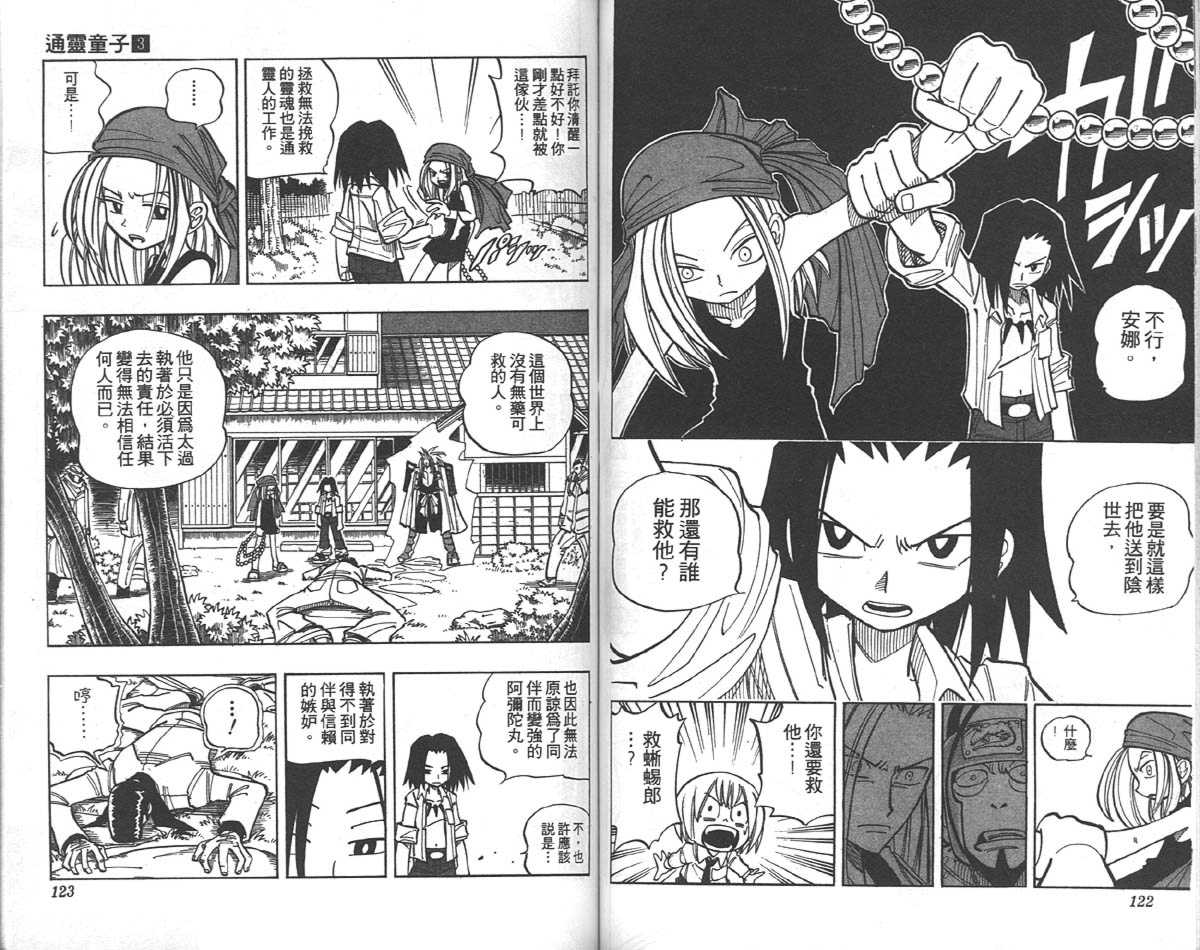 ガシッ
不行，
安娜。
要是就這樣
把他送到陰
世去，
那還有誰
能救他？
什麼
！
你還要救
他…！
救蜥蜴郎
…？
122
通靈童子3
拜託你清醒一
點好不好！你
剛才差點就被
這傢伙…！
拯救無法挽救
的靈魂也是通
靈人的工作。
……
可是…！
這個世界上
沒有無藥可
救的人。
他只是因為太過
執著於必須活下
去的責任，結果
變得無法相信任
何人而已。
也因此無法
原諒為了同
伴而變強的
阿彌陀丸。
不，也
許應該
說是…
執著於對
得不到同
伴與信賴
的嫉妒。
…！
哼……
123